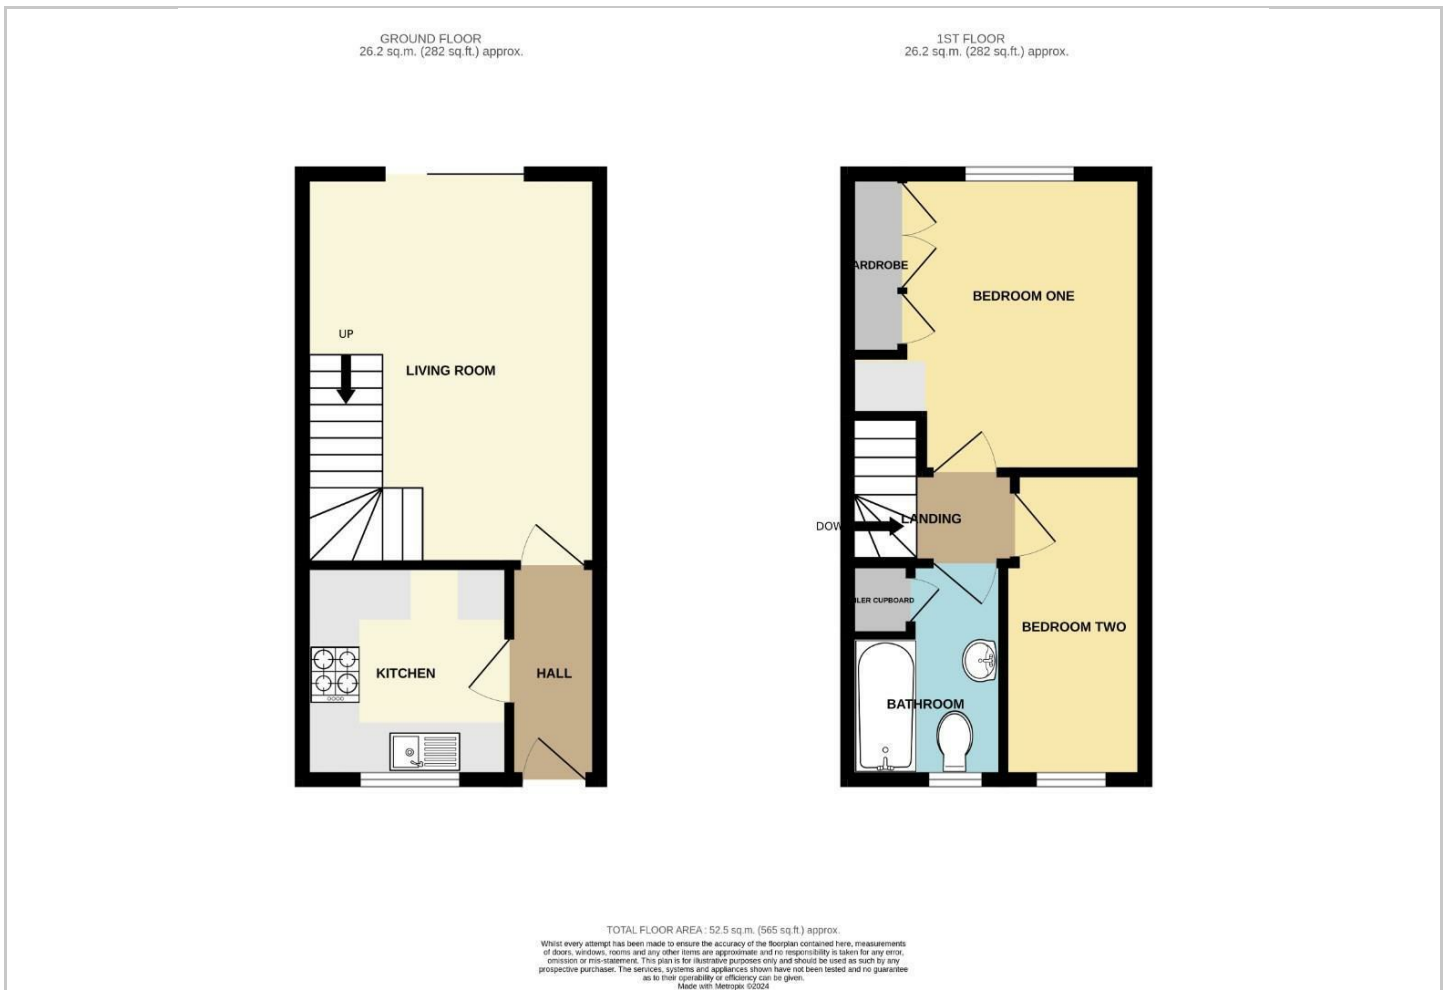 GROUND FLOOR
26.2 sq.m. (282 sq.ft.) approx.
1ST FLOOR
26.2 sq.m. (282 sq.ft.) approx.
UP
LIVING ROOM
KITCHEN
HALL
ARDROBE
BEDROOM ONE
DOW
LANDING
ILER CUPBOARD
BEDROOM TWO
BATHROOM
TOTAL FLOOR AREA : 52.5 sq.m. (565 sq.ft.) approx.
Whilst every attempt has been made to ensure the accuracy of the floorplan contained here, measurements
of doors, windows, rooms and any other items are approximate and no responsibility is taken for any error,
omission or mis-statement. This plan is for illustrative purposes only and should be used as such by any
prospective purchaser. The services, systems and appliances shown have not been tested and no guarantee
as to their operability or efficiency can be given.
Made with Metropix ©2024